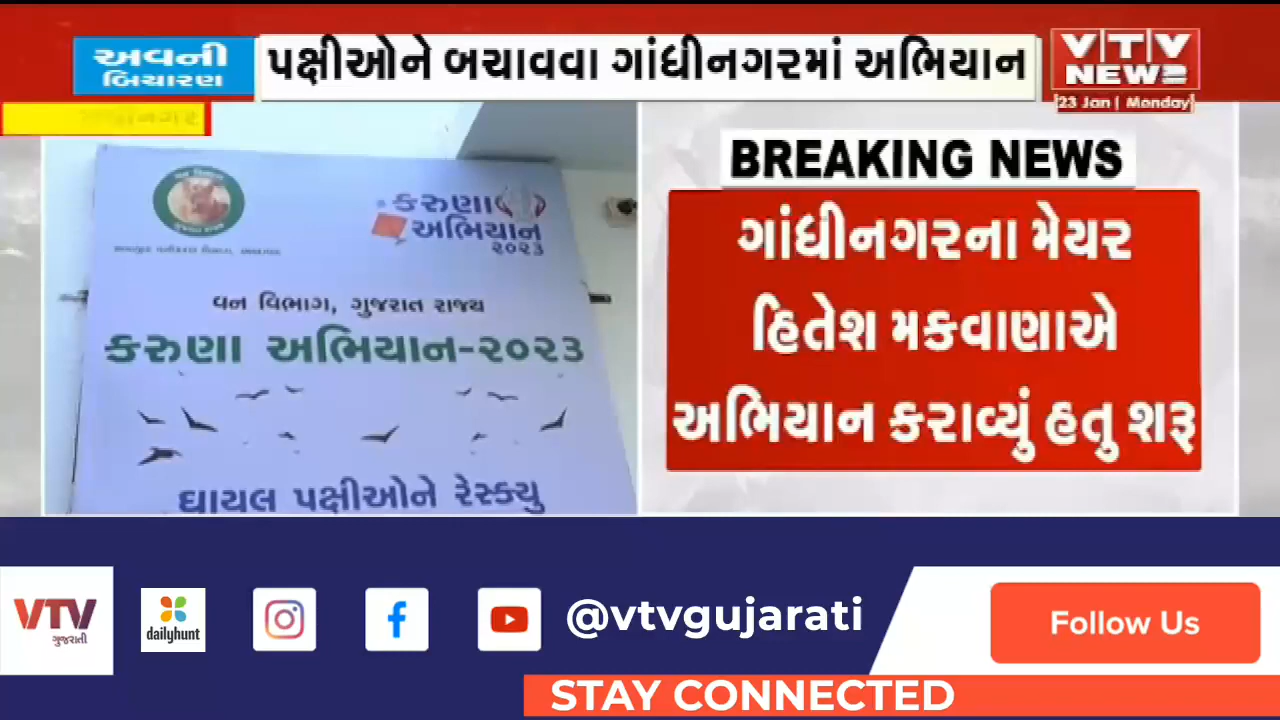 અવની
બિચારણ
પક્ષીઓને બચાવવા ગાંધીનગરમાં અભિયાન
VTV
NEWS
23 Jan | Monday
BREAKING NEWS
ગાંધીનગરના મેયર
હિતેશ મકવાણાએ
અભિયાન કરાવ્યું હતુ શરૂ
કરુણા
અભિયાન
૨૦૨૩
વન વિભાગ, ગુજરાત રાજ્ય
કરુણા અભિયાન-૨૦૨૩
ઘાયલ પક્ષીઓને રેસ્ક્યુ
VTV
ગુજરાતી
dailyhunt
@vtvgujarati
Follow Us
STAY CONNECTED